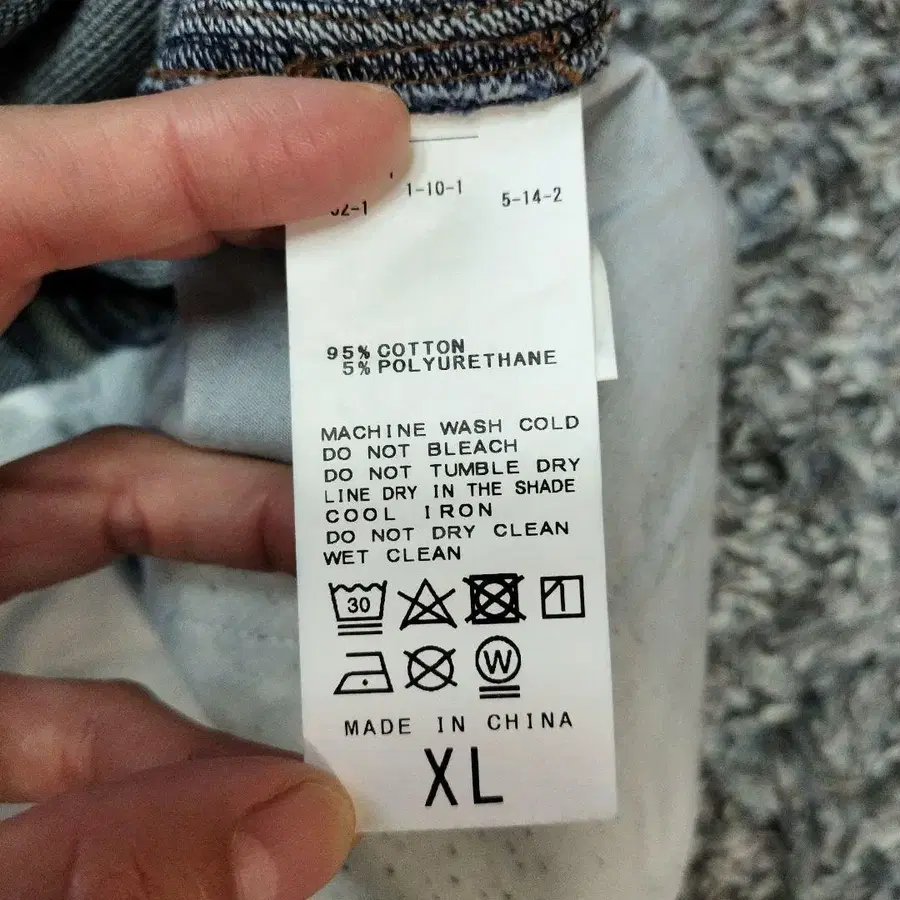 1-10-1
5-14-2
95% COTTON
5% POLYURETHANE
MACHINE WASH COLD
DO NOT BLEACH
DO NOT TUMBLE DRY
LINE DRY IN THE SHADE
COOL IRON
DO NOT DRY CLEAN
WET CLEAN
30
W
MADE IN CHINA
XL